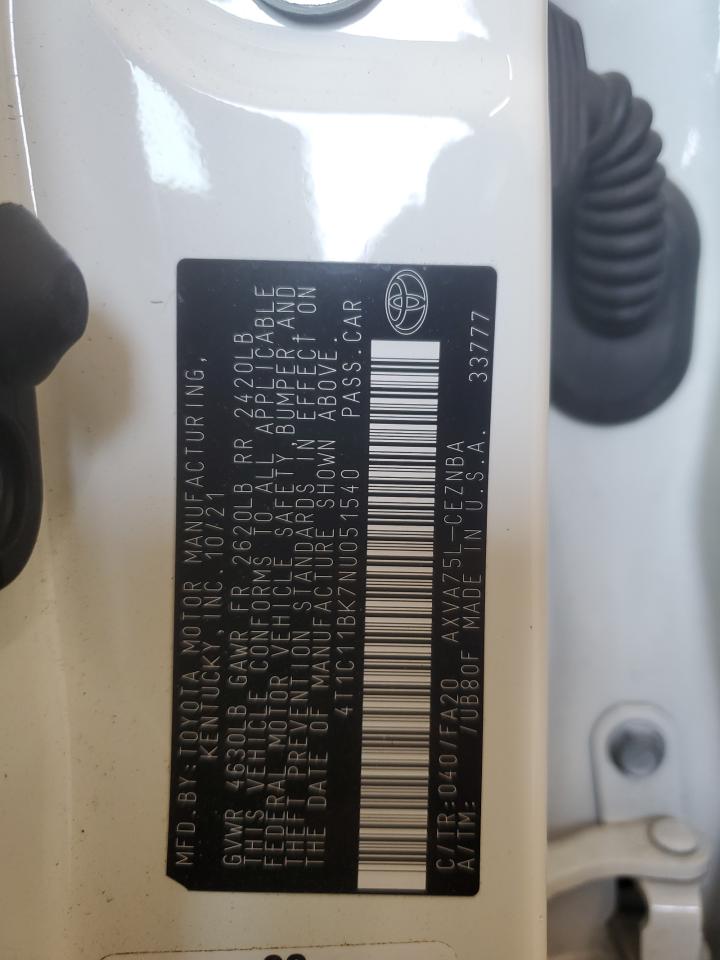 MFD.BY:TOYOTA MOTOR MANUFACTURING,
KENTUCKY,INC.10/21
GVWR 4630LB GAWR FR 2620LB RR 2420LB
THIS VEHICLE CONFORMS TO ALL APPLICABLE
FEDERAL MOTOR VEHICLE SAFETY,BUMPER,AND
THEFT PREVENTION STANDARDS IN EFFECT ON
THE DATE OF MANUFACTURE SHOWN ABOVE.
4T1C11BK7NU051540 PASS.CAR
C/TR:040/FA20 AXVA75L-CEZNBA
A/TM: /UB80F MADE IN U.S.A. 33777